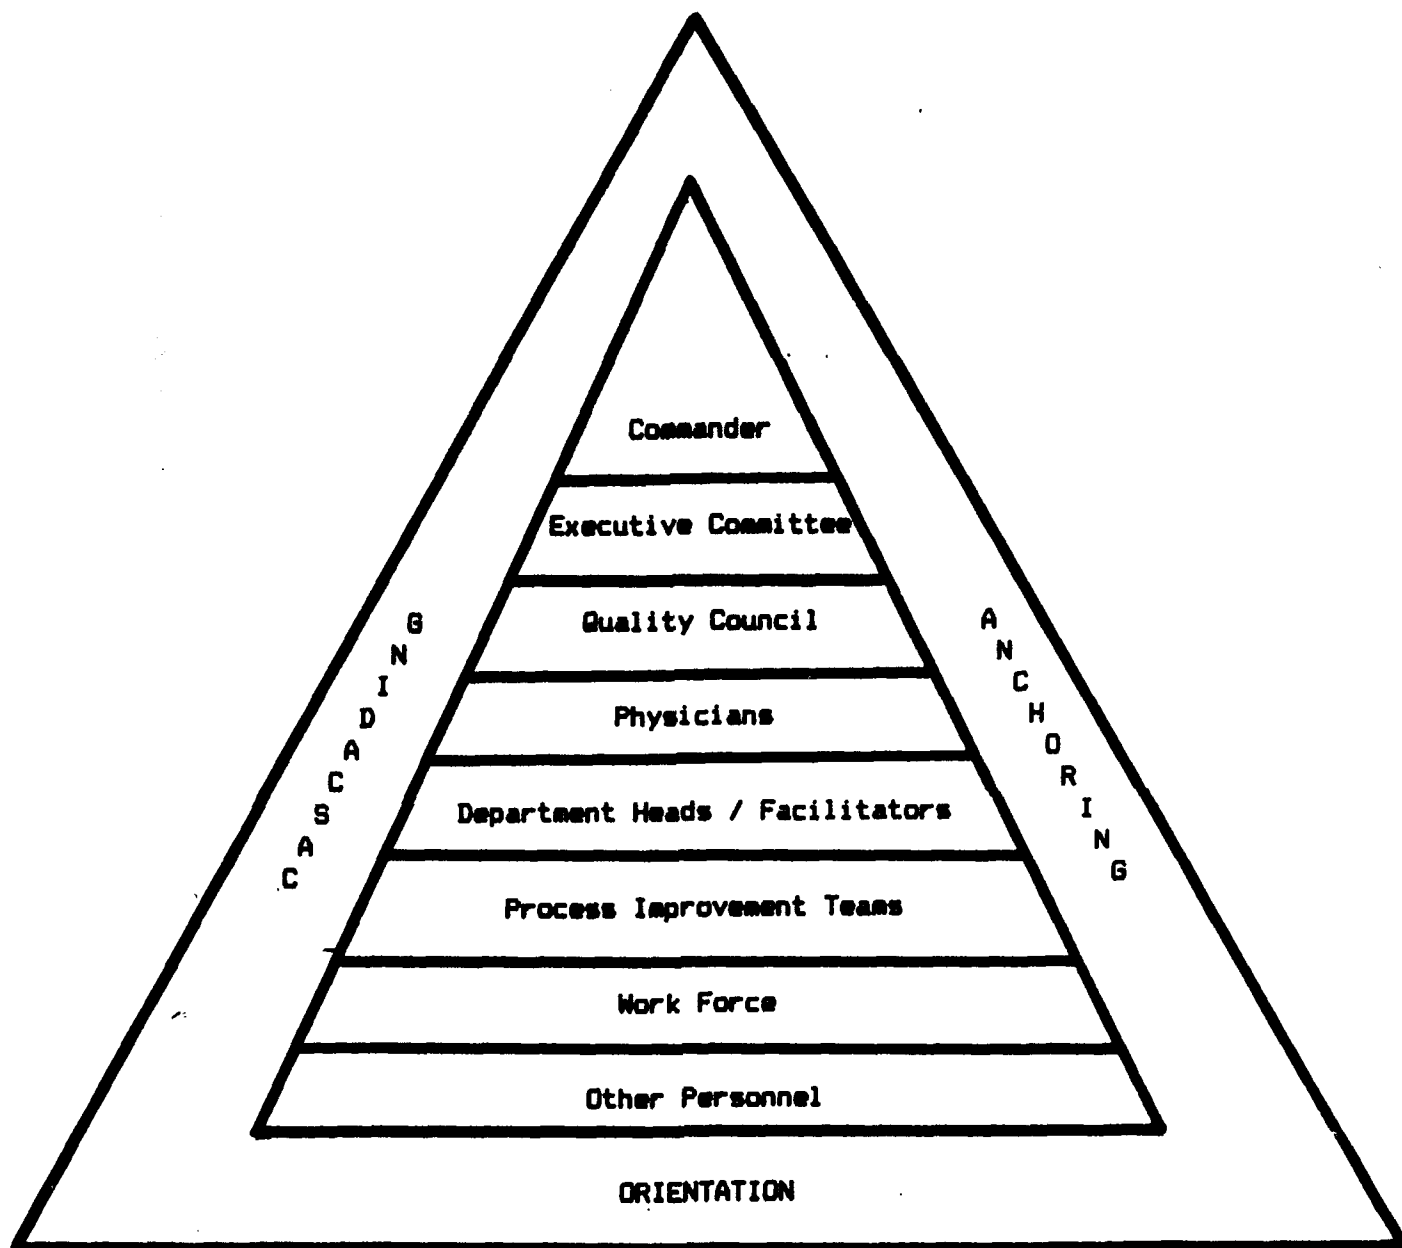 Commander
Executive Committee
Quality Council
Physicians
Department Heads / Facilitators
Process Improvement Teams
Work Force
Other Personnel
CASCADING
ANCHORING
ORIENTATION